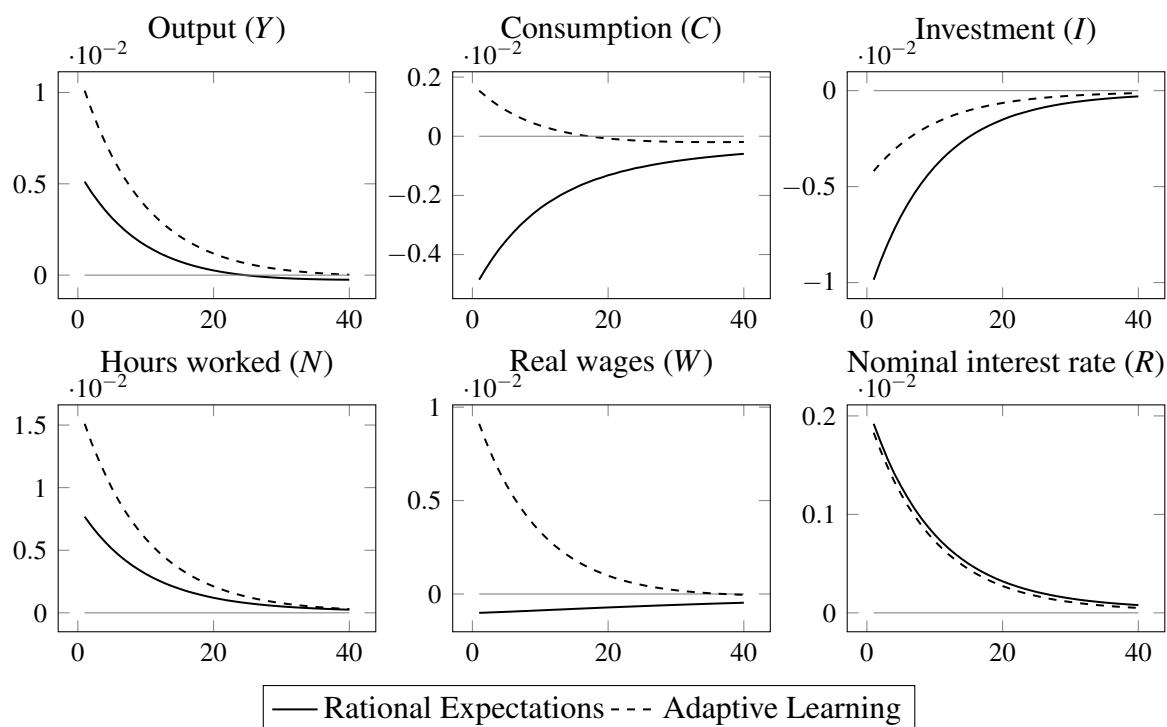 Output (Y)
·10⁻²
1
0.5
0
0 20 40
Consumption (C)
·10⁻²
0.2
0
−0.2
−0.4
0 20 40
Investment (I)
·10⁻²
0
−0.5
−1
0 20 40
Hours worked (N)
·10⁻²
1.5
1
0.5
0
0 20 40
Real wages (W)
·10⁻²
1
0.5
0
0 20 40
Nominal interest rate (R)
·10⁻²
0.2
0.1
0
0 20 40
Rational Expectations Adaptive Learning